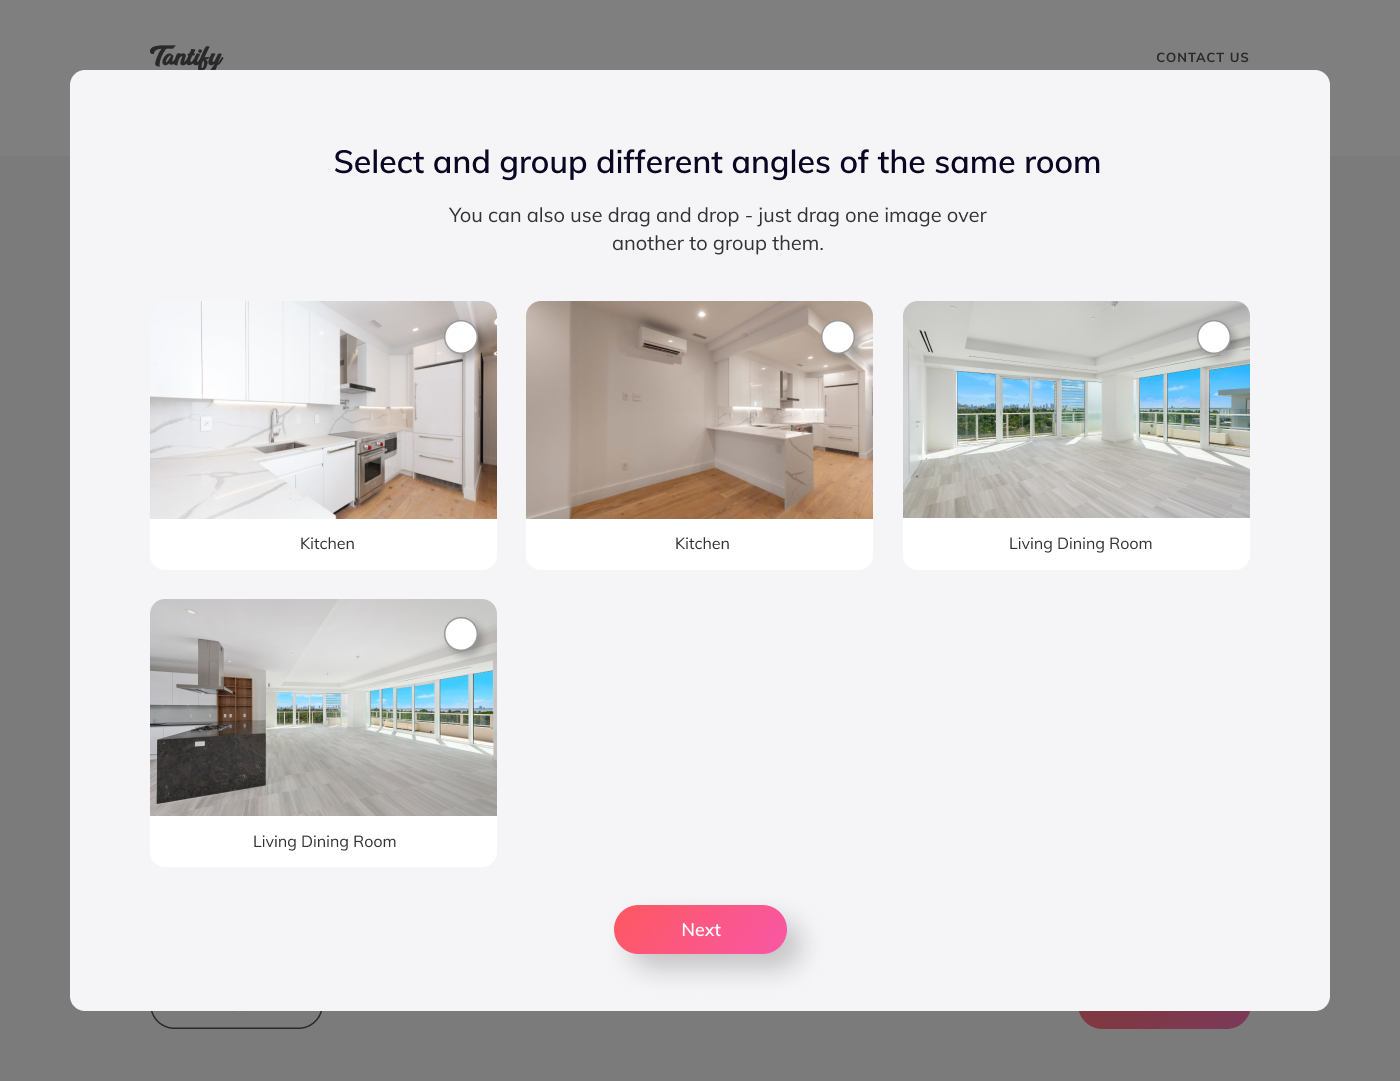 Tantify
CONTACT US
Select and group different angles of the same room
You can also use drag and drop - just drag one image over
another to group them.
Kitchen
Kitchen
Living Dining Room
Living Dining Room
Next